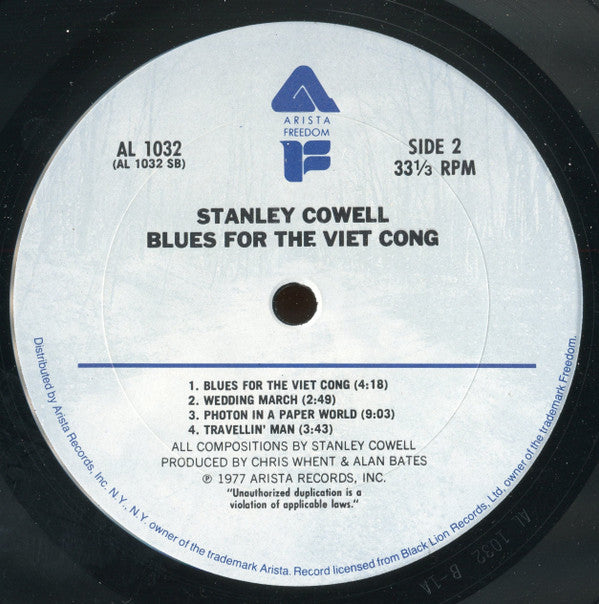 ARISTA
FREEDOM
F
AL 1032
(AL 1032 SB)
SIDE 2
33⅓ RPM
STANLEY COWELL
BLUES FOR THE VIET CONG
1. BLUES FOR THE VIET CONG (4:18)
2. WEDDING MARCH (2:49)
3. PHOTON IN A PAPER WORLD (9:03)
4. TRAVELLIN' MAN (3:43)
ALL COMPOSITIONS BY STANLEY COWELL
PRODUCED BY CHRIS WHENT & ALAN BATES
℗ 1977 ARISTA RECORDS, INC.
"Unauthorized duplication is a
violation of applicable laws."
Distributed by Arista Records, Inc. N.Y., N.Y. owner of the trademark Arista. Record licensed from Black Lion Records, Ltd. owner of the trademark Freedom.
AL 1032 B-1A